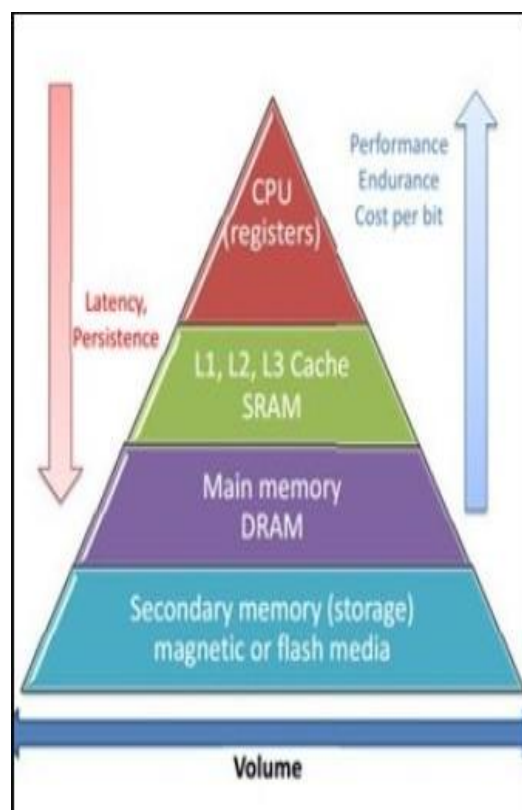 Performance
Endurance
Cost per bit
CPU
(registers)
Latency,
Persistence
L1, L2, L3 Cache
SRAM
Main memory
DRAM
Secondary memory (storage)
magnetic or flash media
Volume